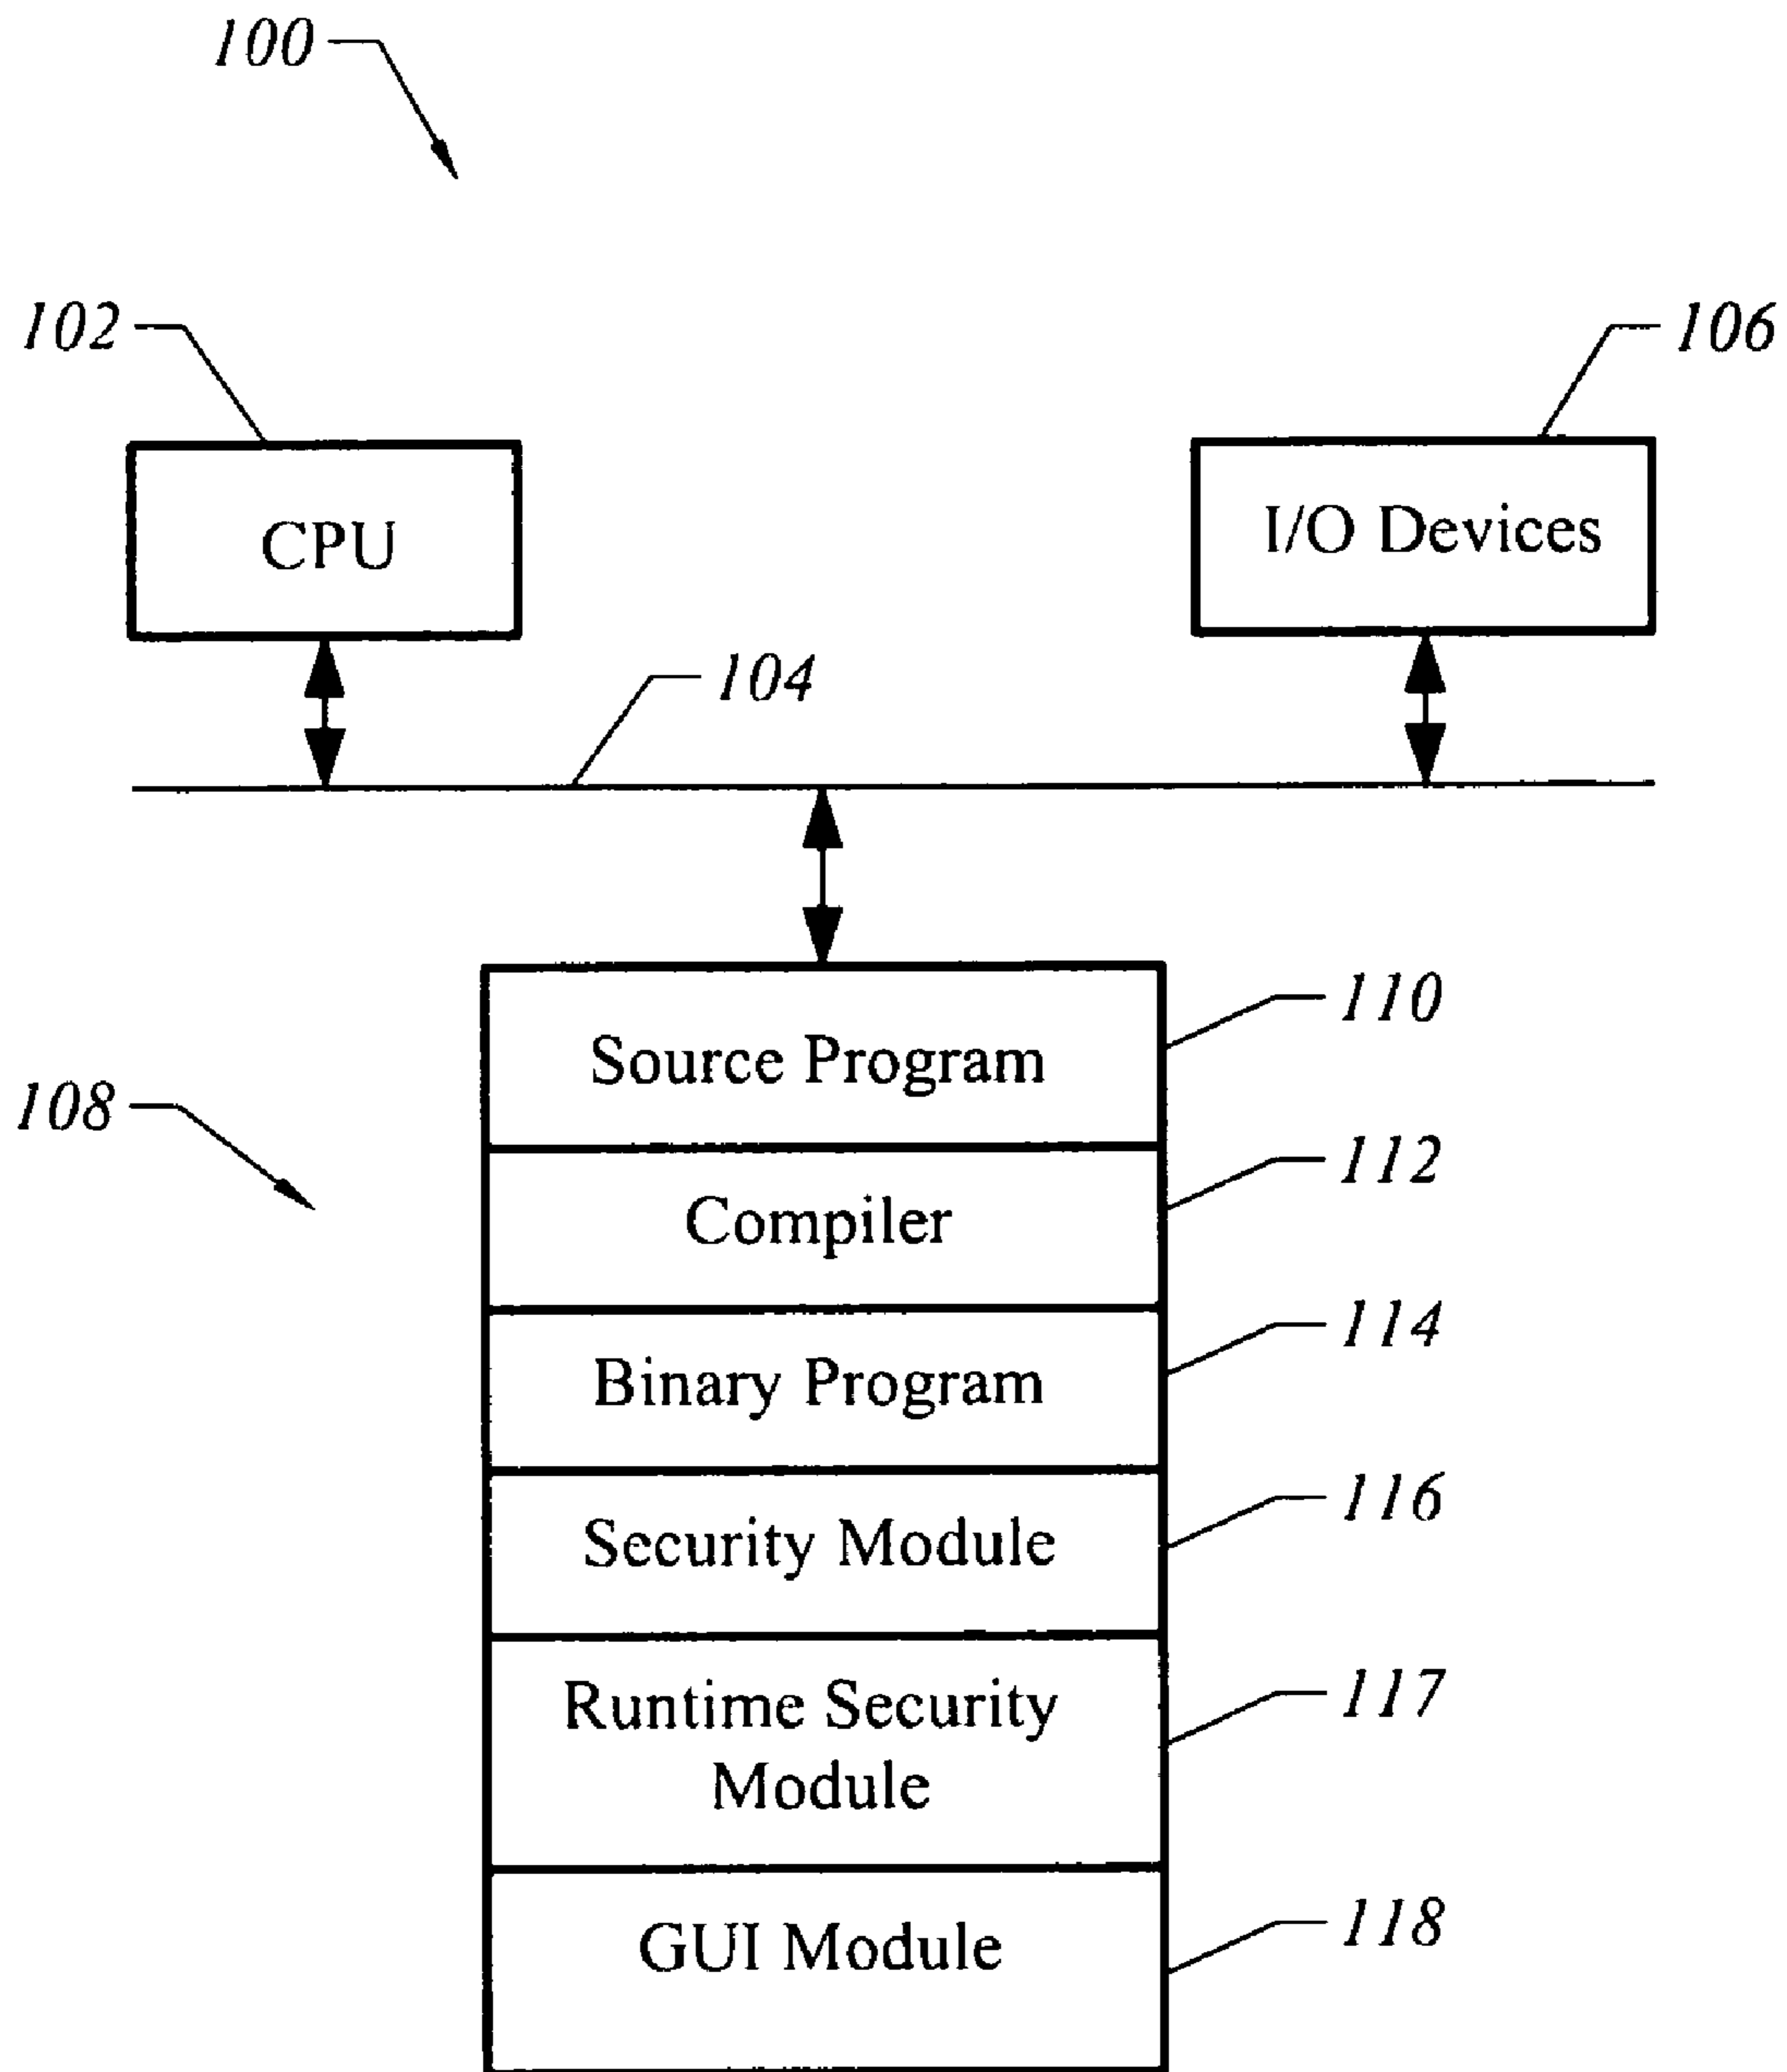 100
102
106
CPU
I/O Devices
104
Source Program
110
108
Compiler
112
Binary Program
114
Security Module
116
Runtime Security
Module
117
GUI Module
118